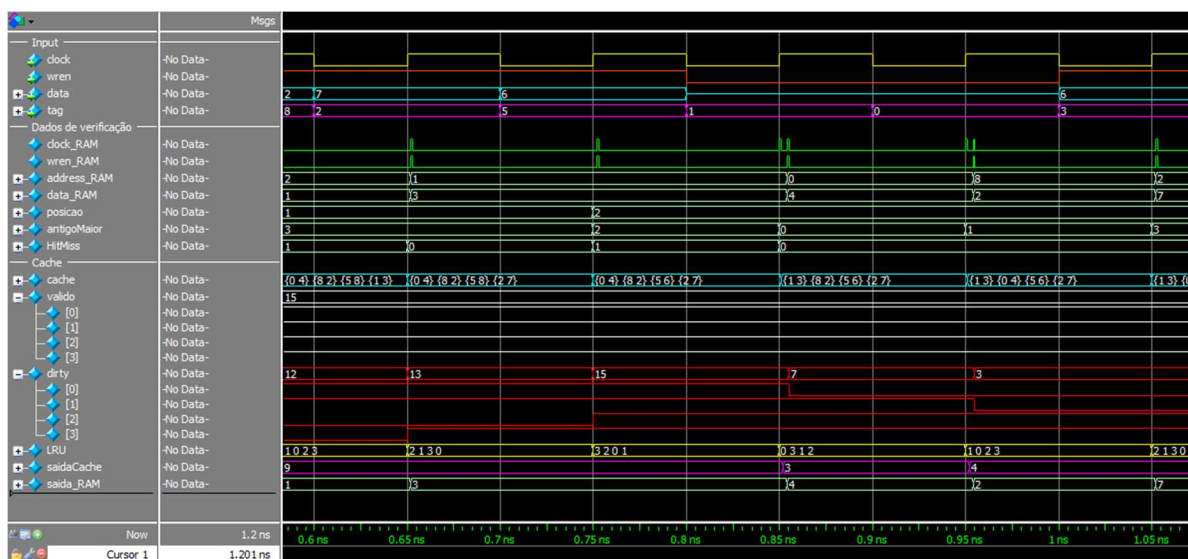 Msgs
Input
clock -No Data-
wren -No Data-
data -No Data- 2 7 6 6
tag -No Data- 8 2 5 1 0 3
Dados de verificação
clock_RAM -No Data-
wren_RAM -No Data-
address_RAM -No Data- 2 1 0 8 2
data_RAM -No Data- 1 3 4 2 7
posicao -No Data- 1 2
antigoMaior -No Data- 3 2 0 1 3
HitMiss -No Data- 1 0 1 0
Cache
cache -No Data- {0 4} {8 2} {5 8} {1 3} {0 4} {8 2} {5 8} {2 7} {0 4} {8 2} {5 6} {2 7} {1 3} {8 2} {5 6} {2 7} {1 3} {0 4} {5 6} {2 7} {1 3} {0
valido -No Data- 15
[0] -No Data-
[1] -No Data-
[2] -No Data-
[3] -No Data-
dirty -No Data- 12 13 15 7 3
[0] -No Data-
[1] -No Data-
[2] -No Data-
[3] -No Data-
LRU -No Data- 1 0 2 3 2 1 3 0 3 2 0 1 0 3 1 2 1 0 2 3 2 1 3 0
saidaCache -No Data- 9 3 4
saida_RAM -No Data- 1 3 4 2 7
Now 1.2 ns 0.6 ns 0.65 ns 0.7 ns 0.75 ns 0.8 ns 0.85 ns 0.9 ns 0.95 ns 1 ns 1.05 ns
Cursor 1 1.201 ns